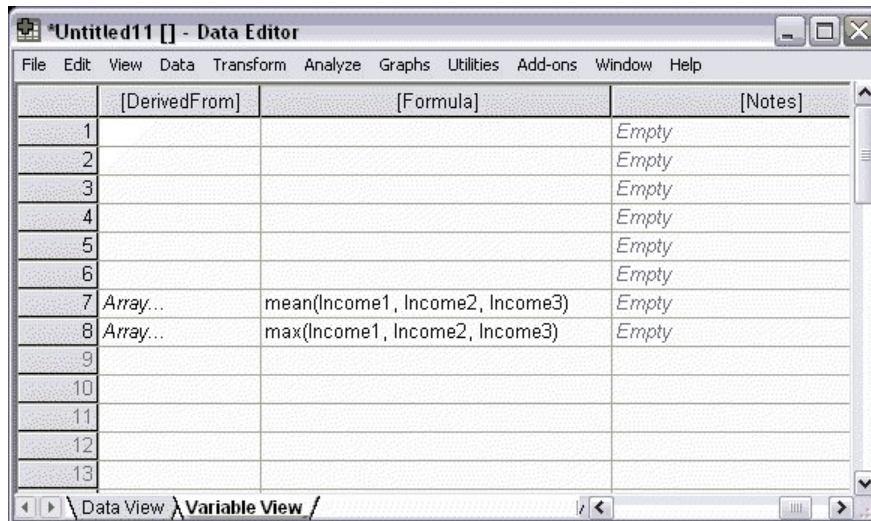 *Untitled11 [] - Data Editor
File Edit View Data Transform Analyze Graphs Utilities Add-ons Window Help
[DerivedFrom] [Formula] [Notes]
1 Empty
2 Empty
3 Empty
4 Empty
5 Empty
6 Empty
7 Array... mean(Income1, Income2, Income3) Empty
8 Array... max(Income1, Income2, Income3) Empty
9
10
11
12
13
Data View Variable View